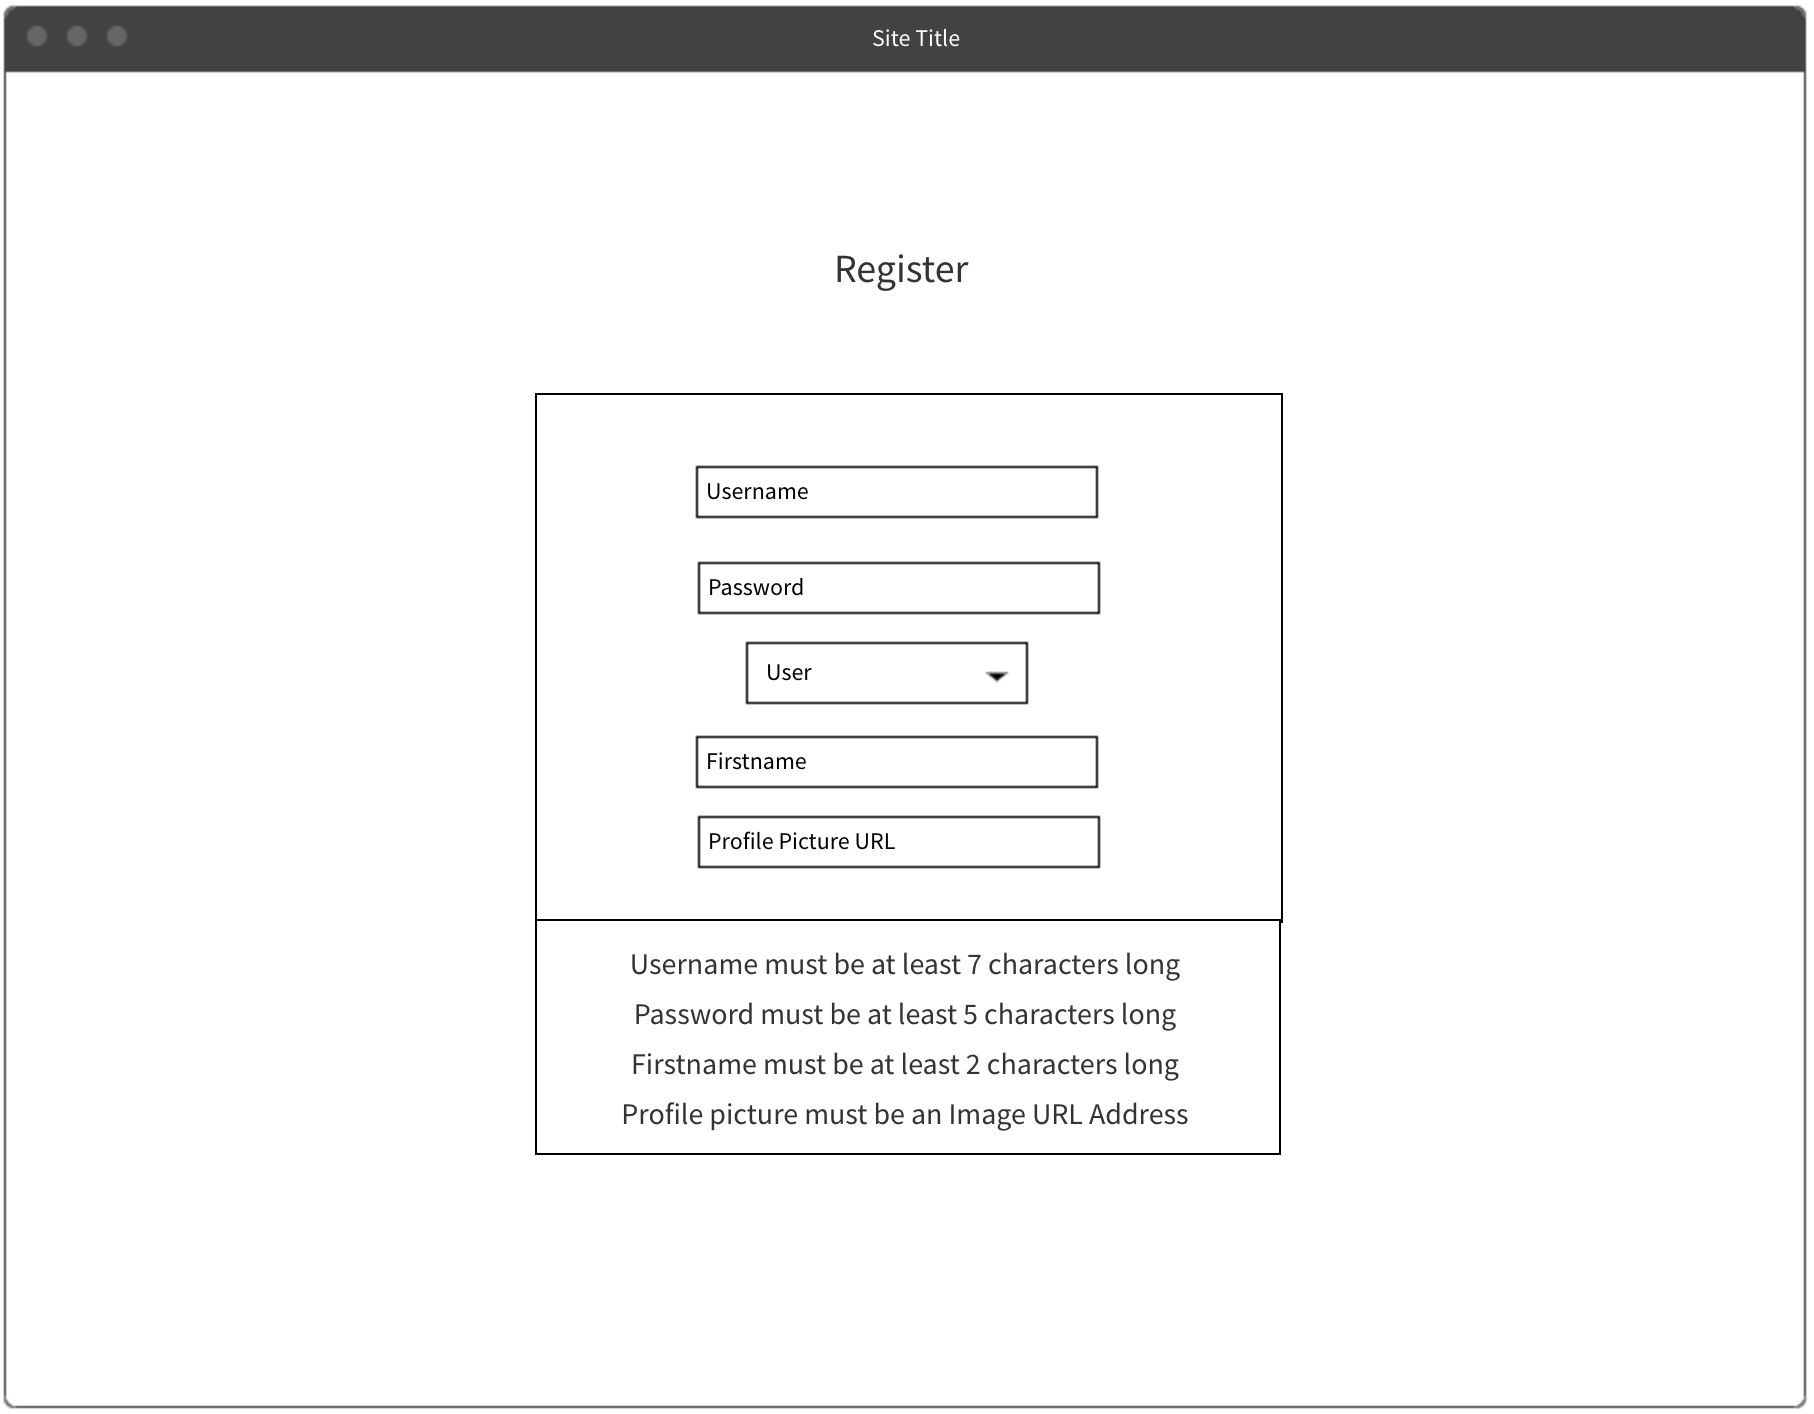 Site Title
Register
Username
Password
User
Firstname
Profile Picture URL
Username must be at least 7 characters long
Password must be at least 5 characters long
Firstname must be at least 2 characters long
Profile picture must be an Image URL Address